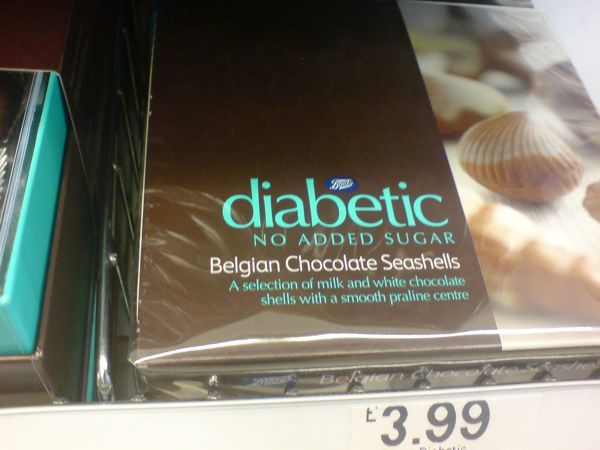 Boots
diabetic
NO ADDED SUGAR
Belgian Chocolate Seashells
A selection of milk and white chocolate
shells with a smooth praline centre
Belgian Chocolate Seashells
£3.99
Diabetic